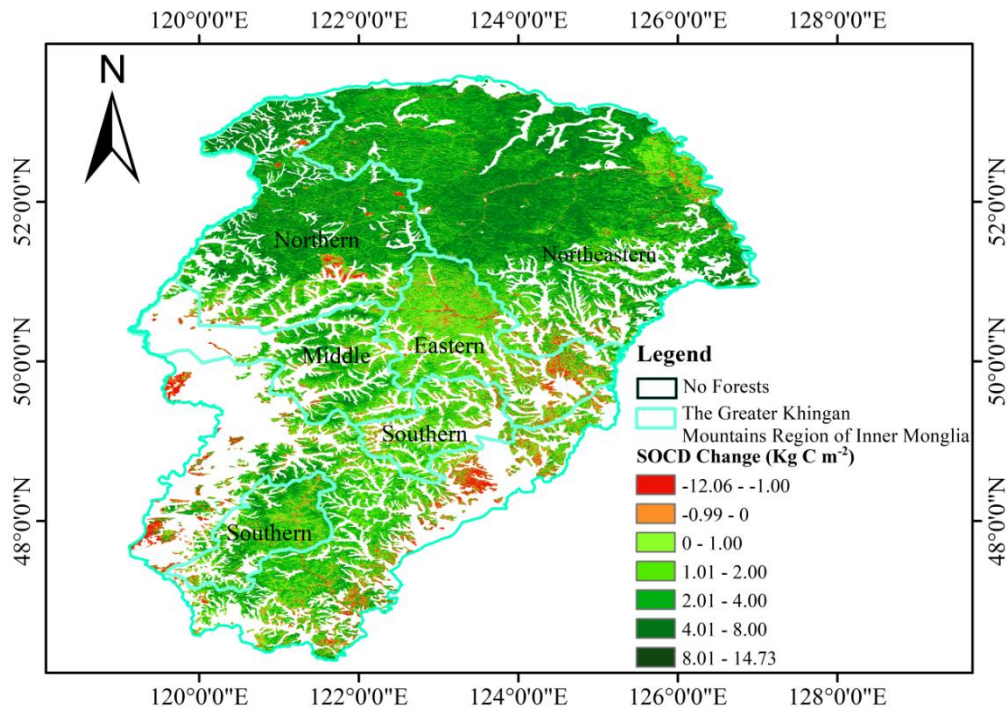 120°0'0"E 122°0'0"E 124°0'0"E 126°0'0"E 128°0'0"E
N
52°0'0"N
52°0'0"N
Northern
Northeastern
50°0'0"N
50°0'0"N
Middle
Eastern
Southern
48°0'0"N
48°0'0"N
Southern
Legend
No Forests
The Greater Khingan
Mountains Region of Inner Monglia
SOCD Change (Kg C m-2)
-12.06 - -1.00
-0.99 - 0
0 - 1.00
1.01 - 2.00
2.01 - 4.00
4.01 - 8.00
8.01 - 14.73
120°0'0"E 122°0'0"E 124°0'0"E 126°0'0"E 128°0'0"E